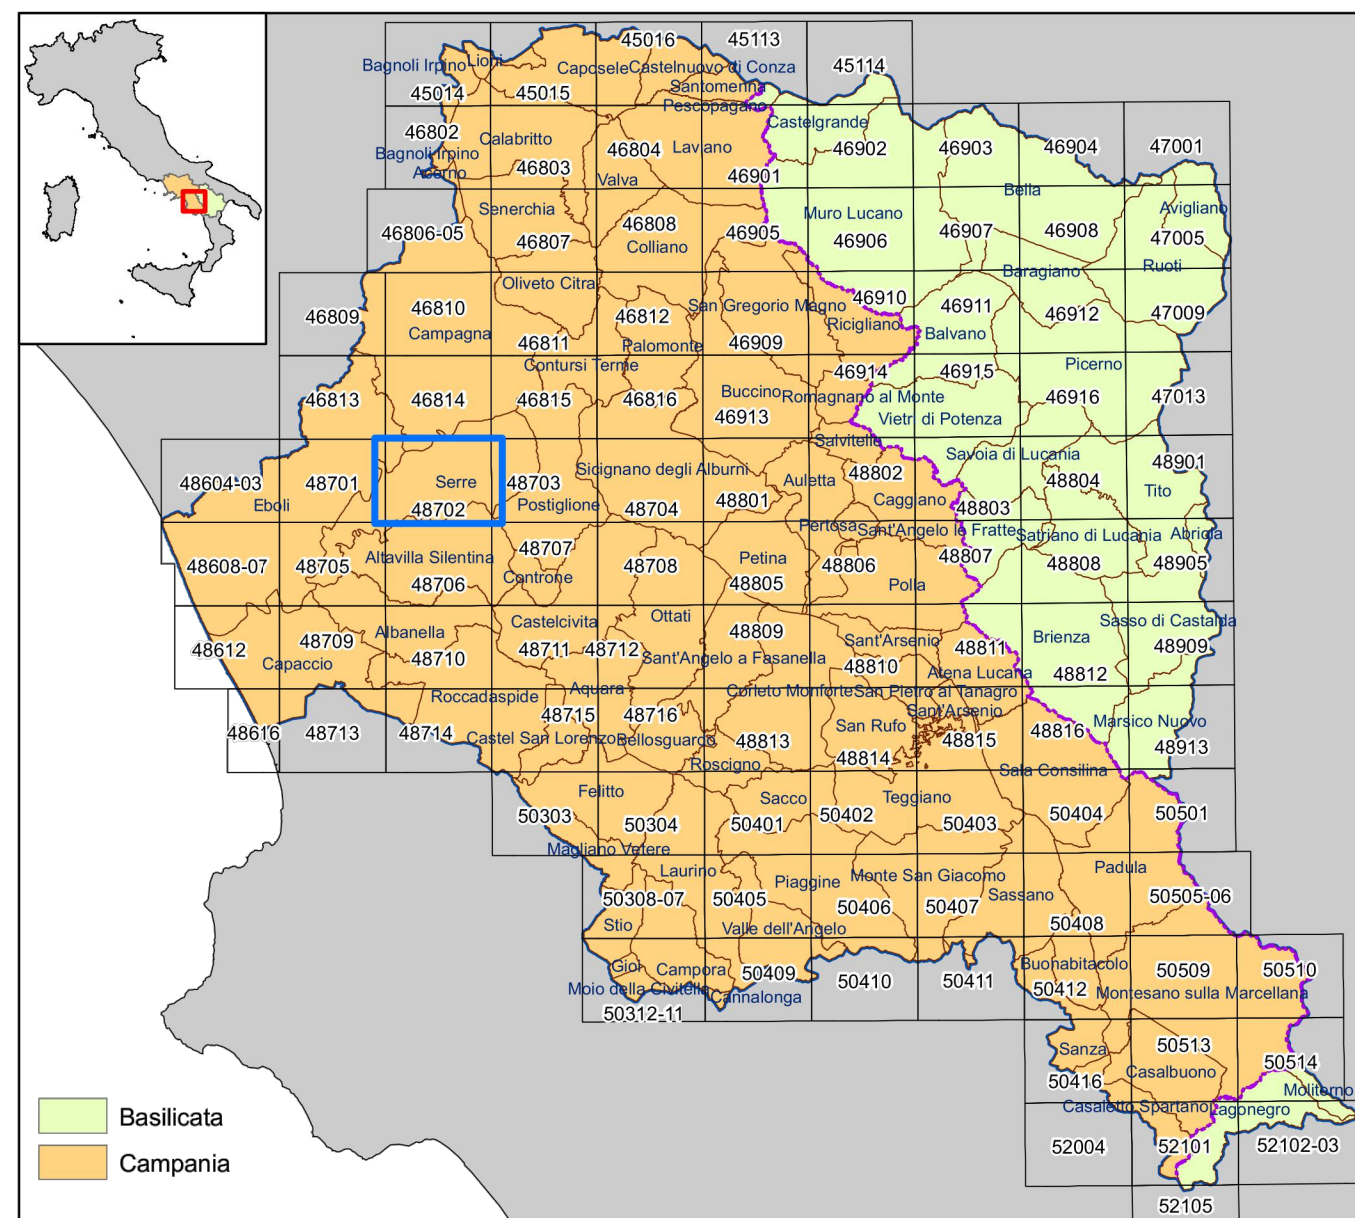 45016
45113
Bagnoli Irpino
Lioni
Caposele
Castelnuovo di Conza
45114
45014
45015
Santomenna
Pescopagano
Castelgrande
46802
Calabritto
46804
Laviano
46902
46903
46904
47001
Bagnoli Irpino
Acerno
46803
Valva
46901
Bella
Senerchia
Muro Lucano
Avigliano
46806-05
46807
46808
Colliano
46905
46906
46907
46908
47005
Oliveto Citra
Baragiano
Ruoti
46809
46810
Campagna
46812
San Gregorio Magno
46910
Ricigliano
46911
Balvano
46912
47009
46811
Palomonte
46909
Contursi Terme
46914
46915
Picerno
46813
46814
46815
46816
Buccino
46913
Romagnano al Monte
Vietri di Potenza
46916
47013
Salvitelle
Savoia di Lucania
48604-03
Eboli
48701
Serre
48702
48703
Postiglione
Sicignano degli Alburni
48704
48801
Auletta
48802
Caggiano
48803
48804
48901
Tito
Pertosa
Sant'Angelo le Fratte
Satriano di Lucania
Abriola
48608-07
48705
Altavilla Silentina
48706
48707
Controne
48708
Petina
48805
48806
Polla
48807
48808
48905
48612
48709
Capaccio
Albanella
48710
Castelcivita
48711
Ottati
48712
48809
Sant'Angelo a Fasanella
Sant'Arsenio
48810
48811
Atena Lucana
Brienza
48812
Sasso di Castalda
48909
Roccadaspide
Aquara
Corleto Monforte
San Pietro al Tanagro
Sant'Arsenio
48616
48713
48714
48715
Castel San Lorenzo
48716
Bellosguardo
48813
San Rufo
48814
48815
48816
Marsico Nuovo
48913
Roscigno
Sala Consilina
Felitto
Sacco
Teggiano
50303
50304
50401
50402
50403
50404
50501
Magliano Vetere
Laurino
Piaggine
Monte San Giacomo
Sassano
Padula
50308-07
50405
50406
50407
50408
50505-06
Stio
Valle dell'Angelo
Gioi
Campora
50409
50410
50411
Buonabitacolo
50412
50509
50510
Moio della Civitella
Cannalonga
Montesano sulla Marcellana
50312-11
Sanza
50513
50514
50416
Casalbuono
Moliterno
Casaletto Spartano
Lagonegro
Basilicata
52004
52101
52102-03
Campania
52105